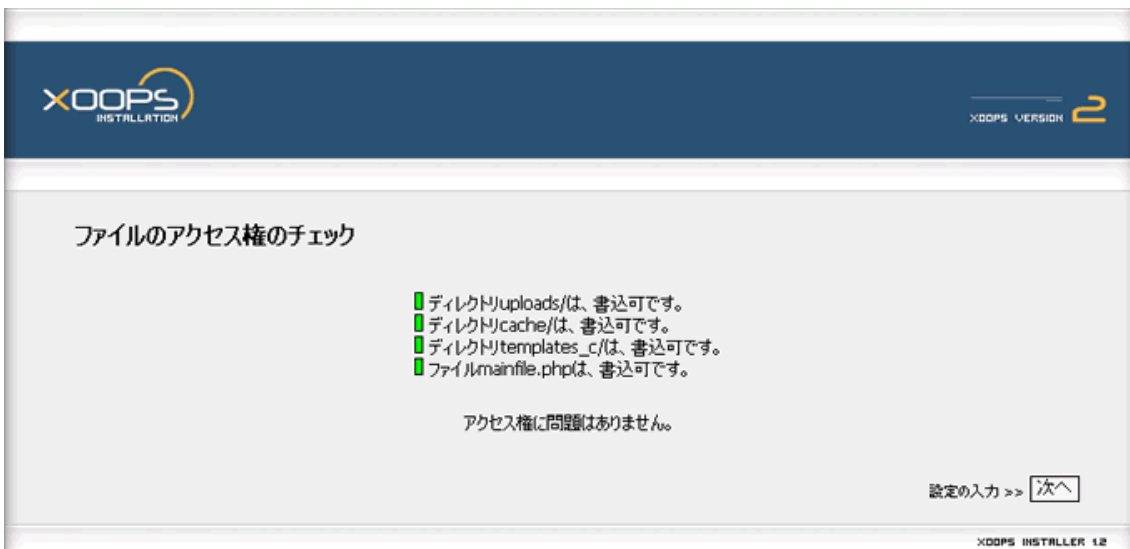 XOOPS
INSTALLATION
XOOPS VERSION 2
ファイルのアクセス権のチェック
ディレクトリuploads/は、書込可です。
ディレクトリcache/は、書込可です。
ディレクトリtemplates_c/は、書込可です。
ファイルmainfile.phpは、書込可です。
アクセス権に問題はありません。
設定の入力 >> 次へ
XOOPS INSTALLER 1.2